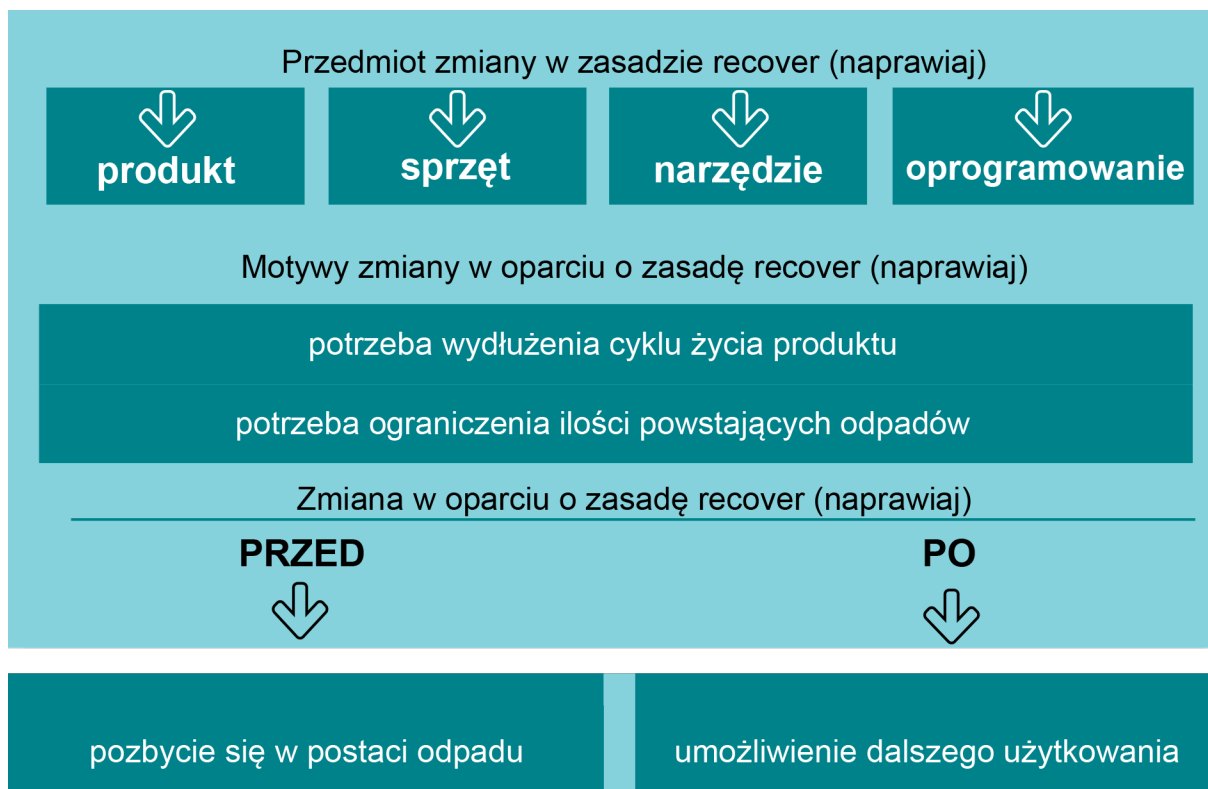 Przedmiot zmiany w zasadzie recover (naprawiaj)
produkt
sprzęt
narzędzie
oprogramowanie
Motywy zmiany w oparciu o zasadę recover (naprawiaj)
potrzeba wydłużenia cyklu życia produktu
potrzeba ograniczenia ilości powstających odpadów
Zmiana w oparciu o zasadę recover (naprawiaj)
PRZED
PO
pozbycie się w postaci odpadu
umożliwienie dalszego użytkowania